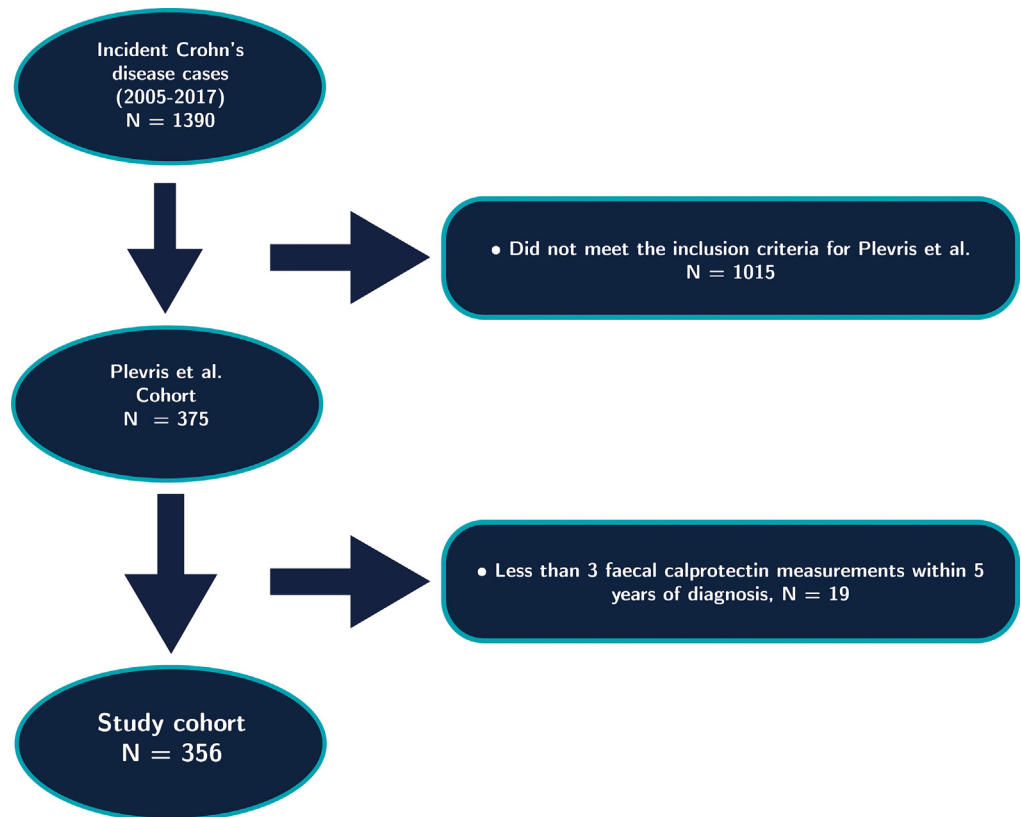 Incident Crohn's
disease cases
(2005-2017)
N = 1390
• Did not meet the inclusion criteria for Plevris et al.
N = 1015
Plevris et al.
Cohort
N = 375
• Less than 3 faecal calprotectin measurements within 5
years of diagnosis, N = 19
Study cohort
N = 356